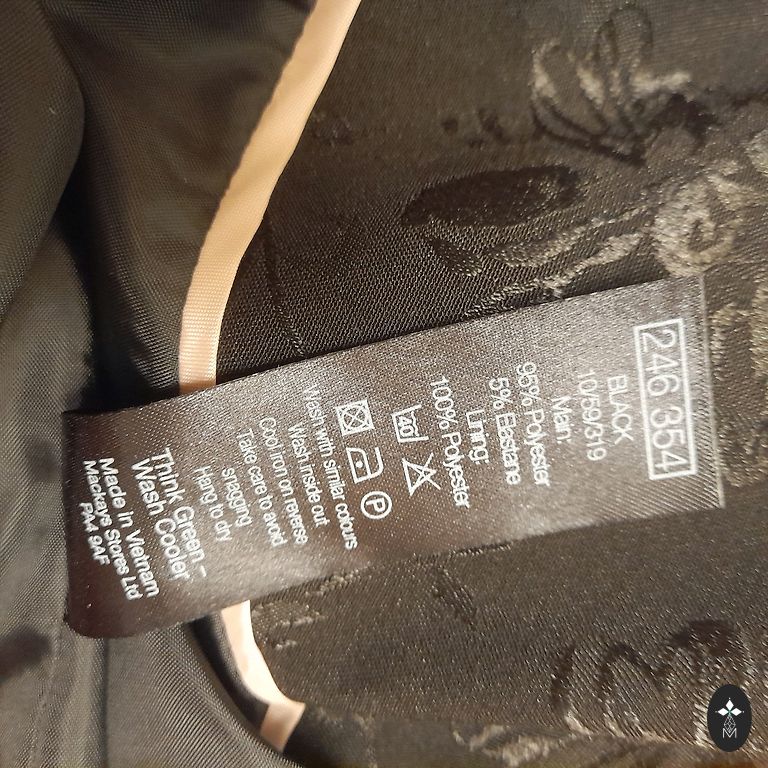 246 354
BLACK
10/59/319
Main:
95% Polyester
5% Elastane
Lining:
100% Polyester
40
P
Wash with similar colours
Wash inside out
Cool iron on reverse
Take care to avoid
snagging
Hang to dry
Think Green -
Wash Cooler
Made in Vietnam
Mackays Stores Ltd
PA4 9AF
M